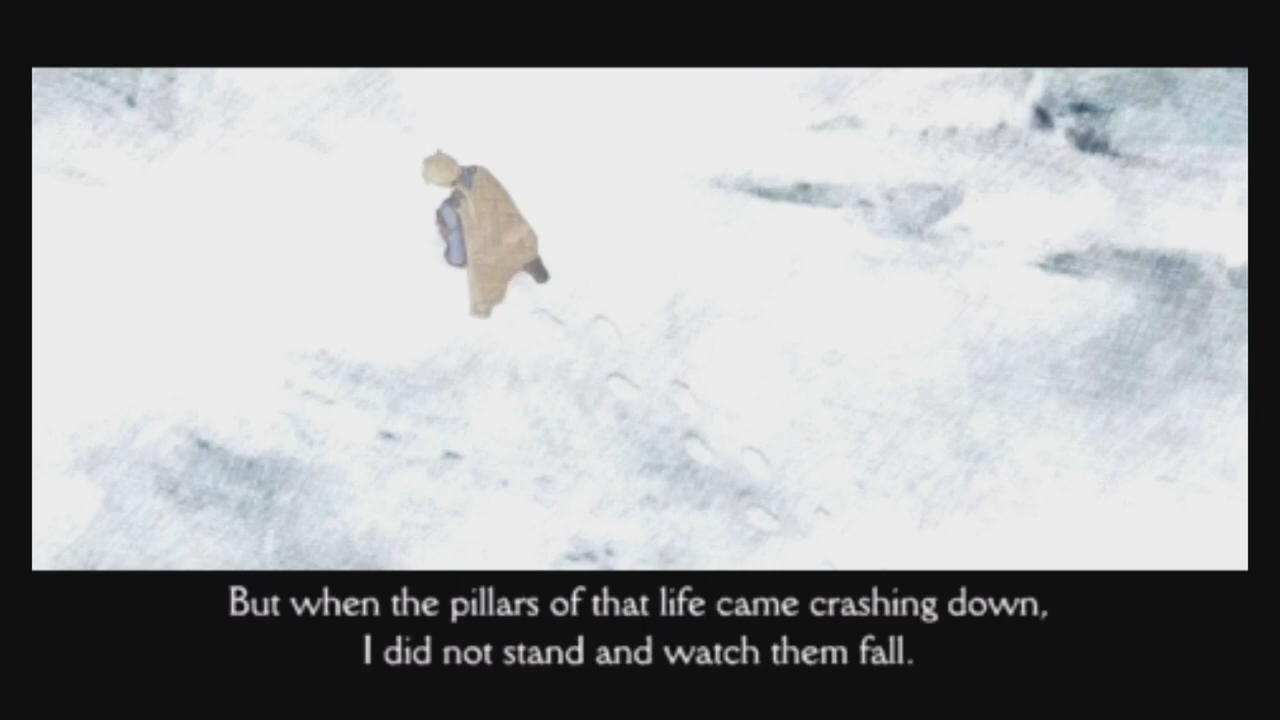 But when the pillars of that life came crashing down,
I did not stand and watch them fall.